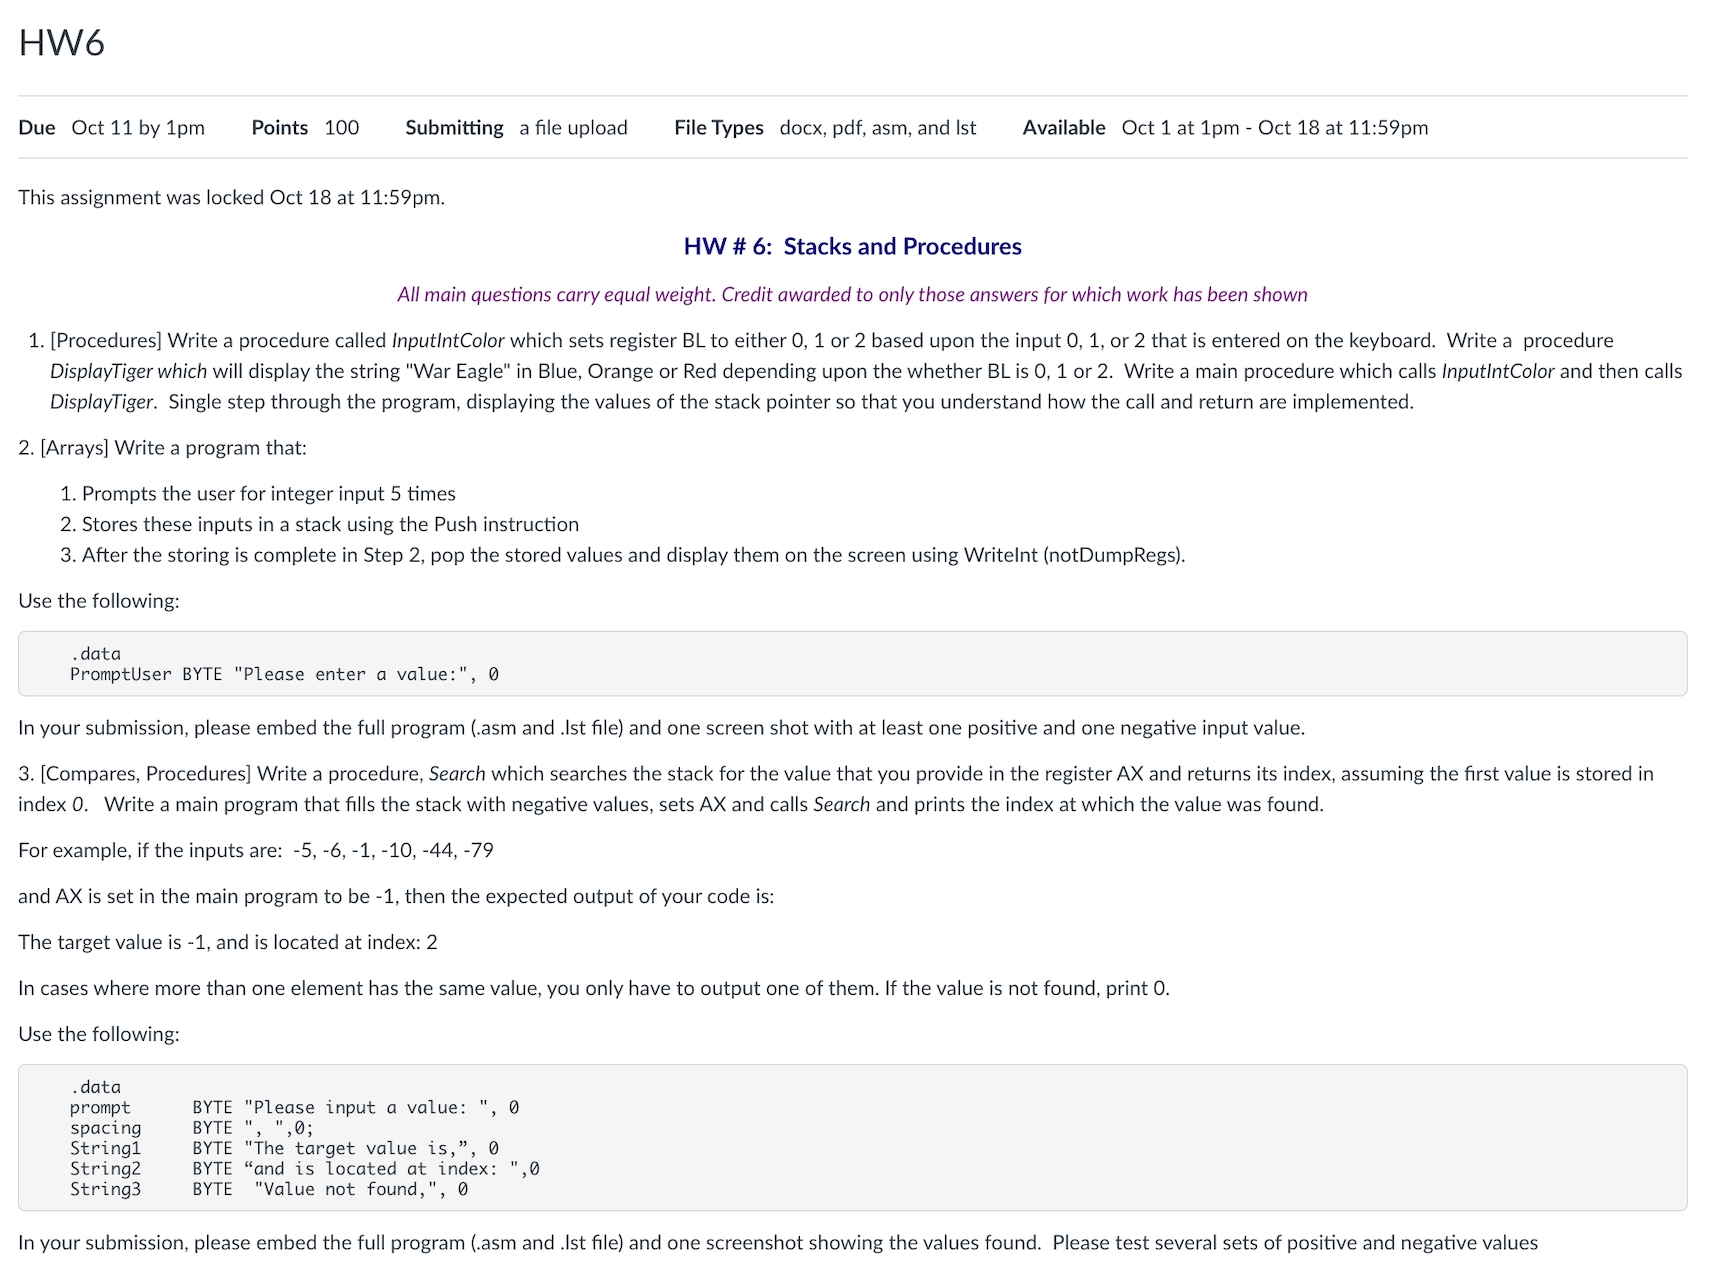 HW6
Due Oct 11 by 1pm Points 100 Submitting a file upload File Types docx, pdf, asm, and lst Available Oct 1 at 1pm - Oct 18 at 11:59pm
This assignment was locked Oct 18 at 11:59pm.
HW # 6: Stacks and Procedures
All main questions carry equal weight. Credit awarded to only those answers for which work has been shown
1. [Procedures] Write a procedure called InputIntColor which sets register BL to either 0, 1 or 2 based upon the input 0, 1, or 2 that is entered on the keyboard. Write a procedure
DisplayTiger which will display the string "War Eagle" in Blue, Orange or Red depending upon the whether BL is 0, 1 or 2. Write a main procedure which calls InputIntColor and then calls
DisplayTiger. Single step through the program, displaying the values of the stack pointer so that you understand how the call and return are implemented.
2. [Arrays] Write a program that:
1. Prompts the user for integer input 5 times
2. Stores these inputs in a stack using the Push instruction
3. After the storing is complete in Step 2, pop the stored values and display them on the screen using WriteInt (notDumpRegs).
Use the following:
.data
PromptUser BYTE "Please enter a value:", 0
In your submission, please embed the full program (.asm and .lst file) and one screen shot with at least one positive and one negative input value.
3. [Compares, Procedures] Write a procedure, Search which searches the stack for the value that you provide in the register AX and returns its index, assuming the first value is stored in
index 0. Write a main program that fills the stack with negative values, sets AX and calls Search and prints the index at which the value was found.
For example, if the inputs are: -5, -6, -1, -10, -44, -79
and AX is set in the main program to be -1, then the expected output of your code is:
The target value is -1, and is located at index: 2
In cases where more than one element has the same value, you only have to output one of them. If the value is not found, print 0.
Use the following:
.data
prompt BYTE "Please input a value: ", 0
spacing BYTE ", ",0;
String1 BYTE "The target value is,”, 0
String2 BYTE “and is located at index: ",0
String3 BYTE "Value not found,", 0
In your submission, please embed the full program (.asm and .lst file) and one screenshot showing the values found. Please test several sets of positive and negative values